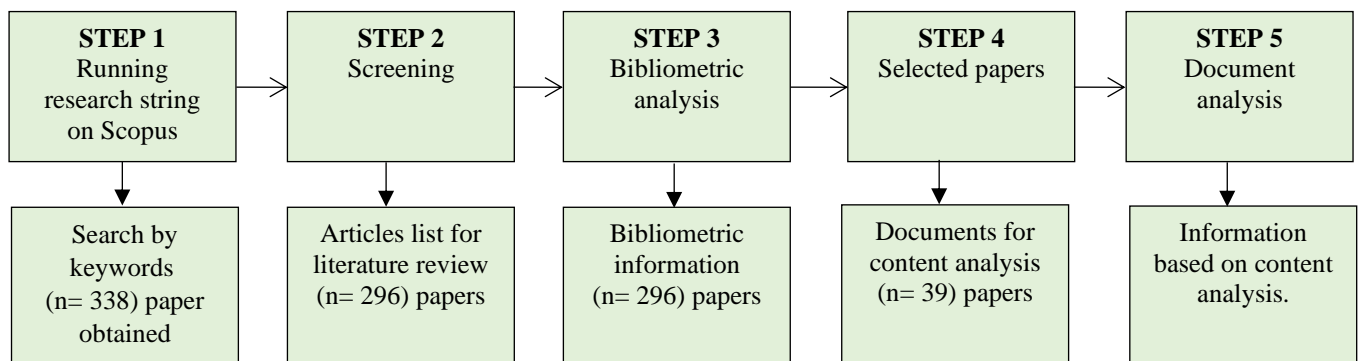 STEP 1
Running
research string
on Scopus
STEP 2
Screening
STEP 3
Bibliometric
analysis
STEP 4
Selected papers
STEP 5
Document
analysis
Search by
keywords
(n= 338) paper
obtained
Articles list for
literature review
(n= 296) papers
Bibliometric
information
(n= 296) papers
Documents for
content analysis
(n= 39) papers
Information
based on content
analysis.